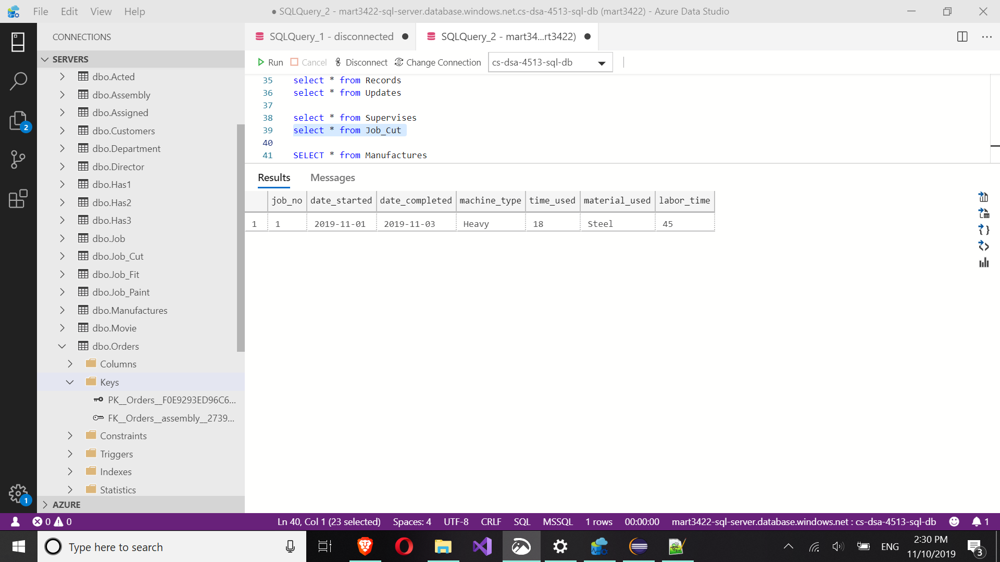 File Edit View Help
● SQLQuery_2 - mart3422-sql-server.database.windows.net.cs-dsa-4513-sql-db (mart3422) - Azure Data Studio
CONNECTIONS
SERVERS
dbo.Acted
dbo.Assembly
dbo.Assigned
dbo.Customers
dbo.Department
dbo.Director
dbo.Has1
dbo.Has2
dbo.Has3
dbo.Job
dbo.Job_Cut
dbo.Job_Fit
dbo.Job_Paint
dbo.Manufactures
dbo.Movie
dbo.Orders
Columns
Keys
PK__Orders__F0E9293ED96C6...
FK__Orders__assembly__2739...
Constraints
Triggers
Indexes
Statistics
AZURE
2
1
SQLQuery_1 - disconnected ● SQLQuery_2 - mart34...rt3422) ●
Run Cancel Disconnect Change Connection cs-dsa-4513-sql-db
35 select * from Records
36 select * from Updates
37
38 select * from Supervises
39 select * from Job_Cut
40
41 SELECT * from Manufactures
Results Messages
job_no date_started date_completed machine_type time_used material_used labor_time
1 1 2019-11-01 2019-11-03 Heavy 18 Steel 45
0 0 Ln 40, Col 1 (23 selected) Spaces: 4 UTF-8 CRLF SQL MSSQL 1 rows 00:00:00 mart3422-sql-server.database.windows.net : cs-dsa-4513-sql-db 1
Type here to search
ENG
2:30 PM
11/10/2019
3